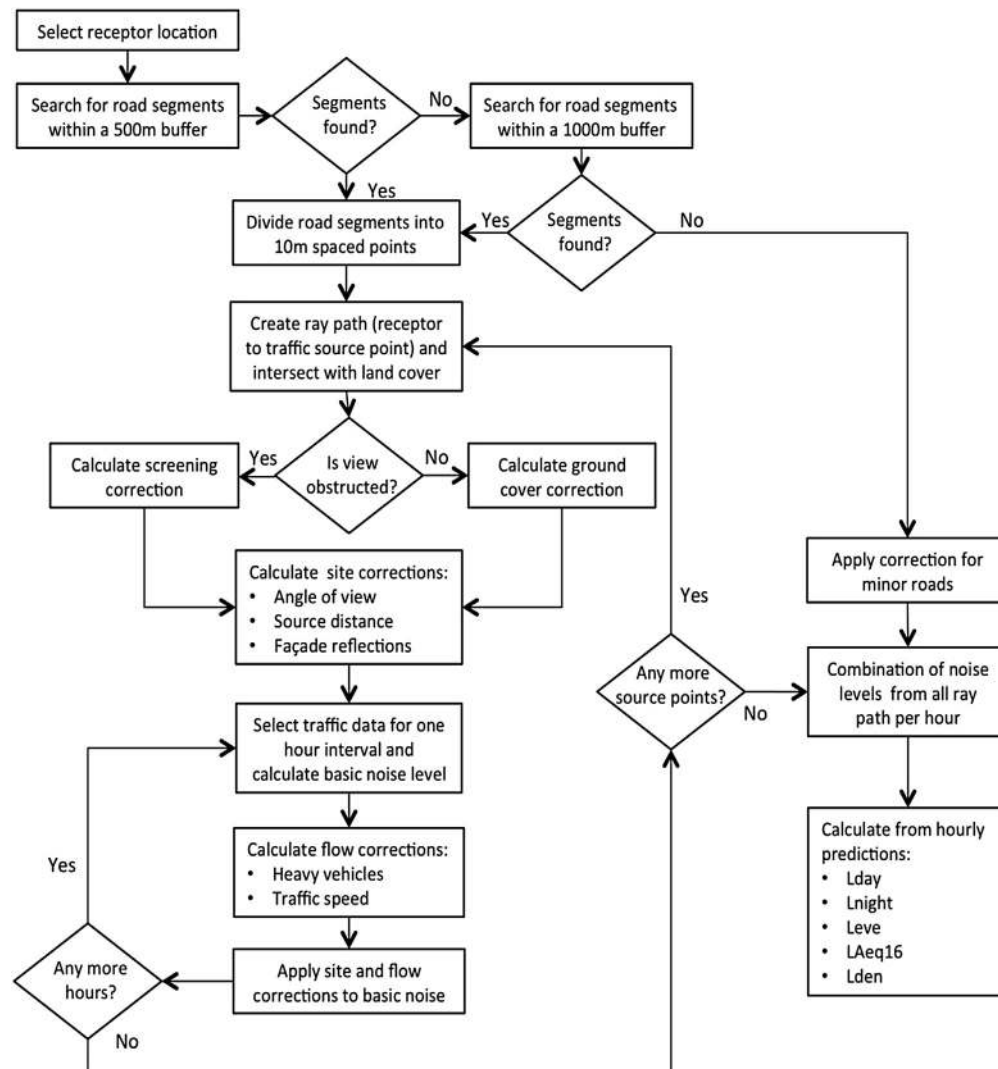 Select receptor location
Search for road segments
within a 500m buffer
Segments
found?
No
Search for road segments
within a 1000m buffer
Yes
Divide road segments into
10m spaced points
Yes
Segments
found?
No
Create ray path (receptor
to traffic source point) and
intersect with land cover
Calculate screening
correction
Yes
Is view
obstructed?
No
Calculate ground
cover correction
Calculate site corrections:
• Angle of view
• Source distance
• Façade reflections
Select traffic data for one
hour interval and
calculate basic noise level
Calculate flow corrections:
• Heavy vehicles
• Traffic speed
Apply site and flow
corrections to basic noise
Yes
Any more
hours?
No
Yes
Any more
source points?
No
Apply correction for
minor roads
Combination of noise
levels from all ray
path per hour
Calculate from hourly
predictions:
• Lday
• Lnight
• Leve
• LAeq16
• Lden